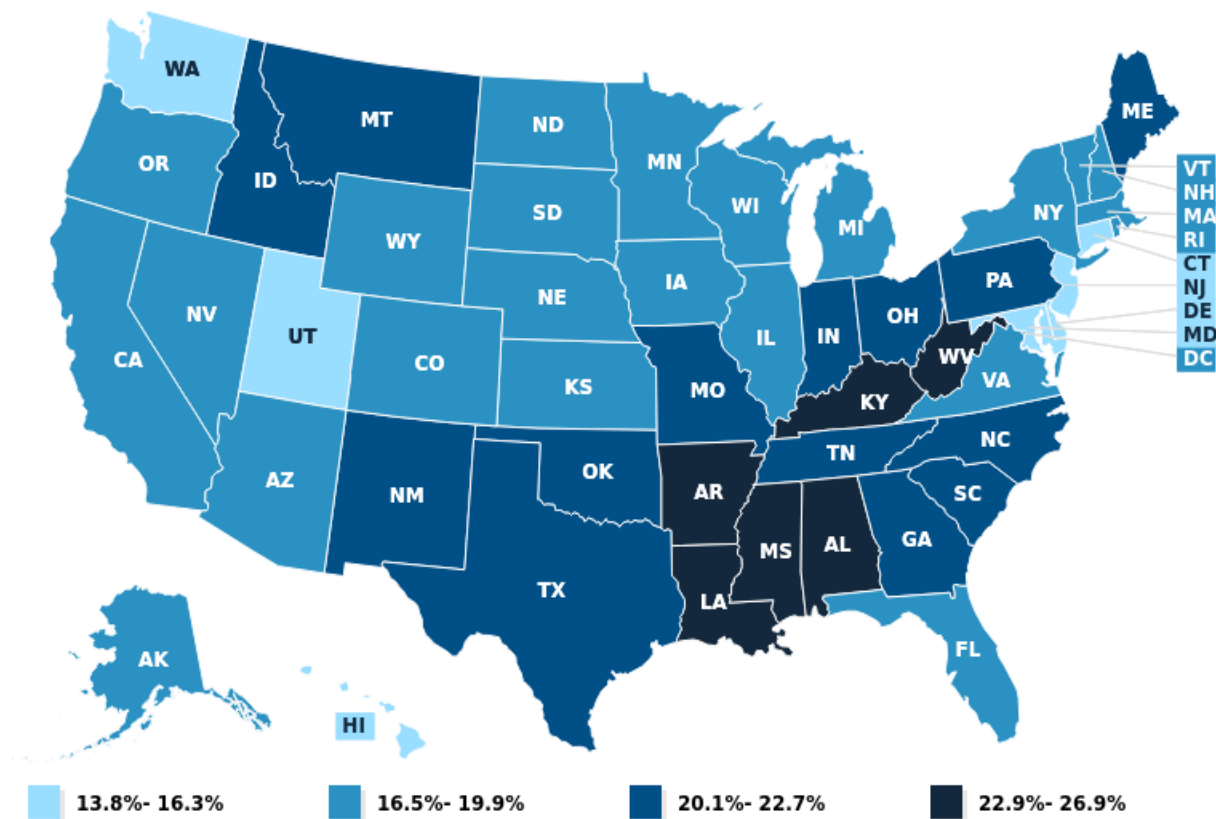 WA
MT
ND
ME
OR
ID
MN
VT
NH
SD
WI
NY
MA
WY
MI
RI
CT
NE
IA
PA
NJ
NV
UT
OH
DE
IL
IN
MD
CA
CO
WV
DC
KS
VA
MO
KY
NC
TN
AZ
NM
OK
AR
SC
MS
AL
GA
TX
LA
AK
FL
HI
13.8%- 16.3%
16.5%- 19.9%
20.1%- 22.7%
22.9%- 26.9%